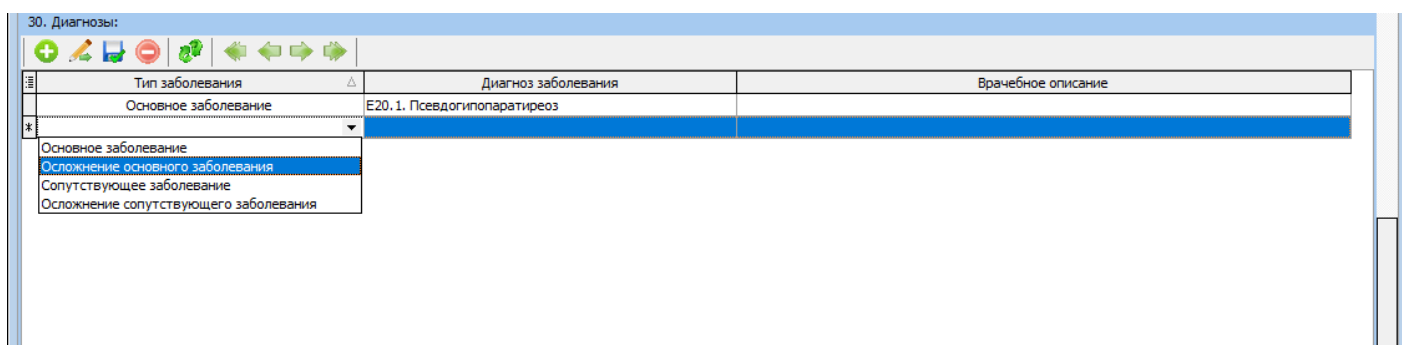 30. Диагнозы:
Тип заболевания Диагноз заболевания Врачебное описание
Основное заболевание E20.1. Псевдогипопаратиреоз
*
Основное заболевание
Осложнение основного заболевания
Сопутствующее заболевание
Осложнение сопутствующего заболевания